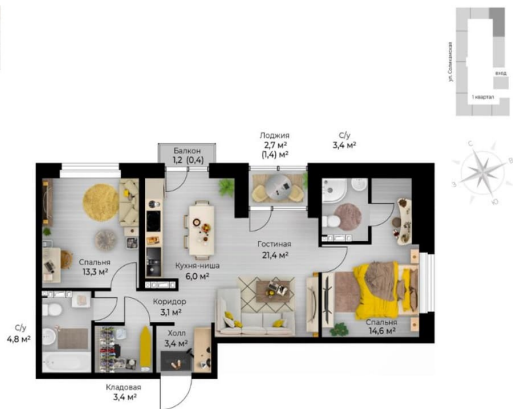 ул. Салмышская
вход
1 квартал
С
В
Ю
Лоджия
2,7 м²
(1,4) м²
С/у
3,4 м²
Балкон
1,2 (0,4)
Гостиная
21,4 м²
Спальня
13,3 м²
Кухня-ниша
6,0 м²
Коридор
3,1 м²
Холл
3,4 м²
Спальня
14,6 м²
С/у
4,8 м²
Кладовая
3,4 м²